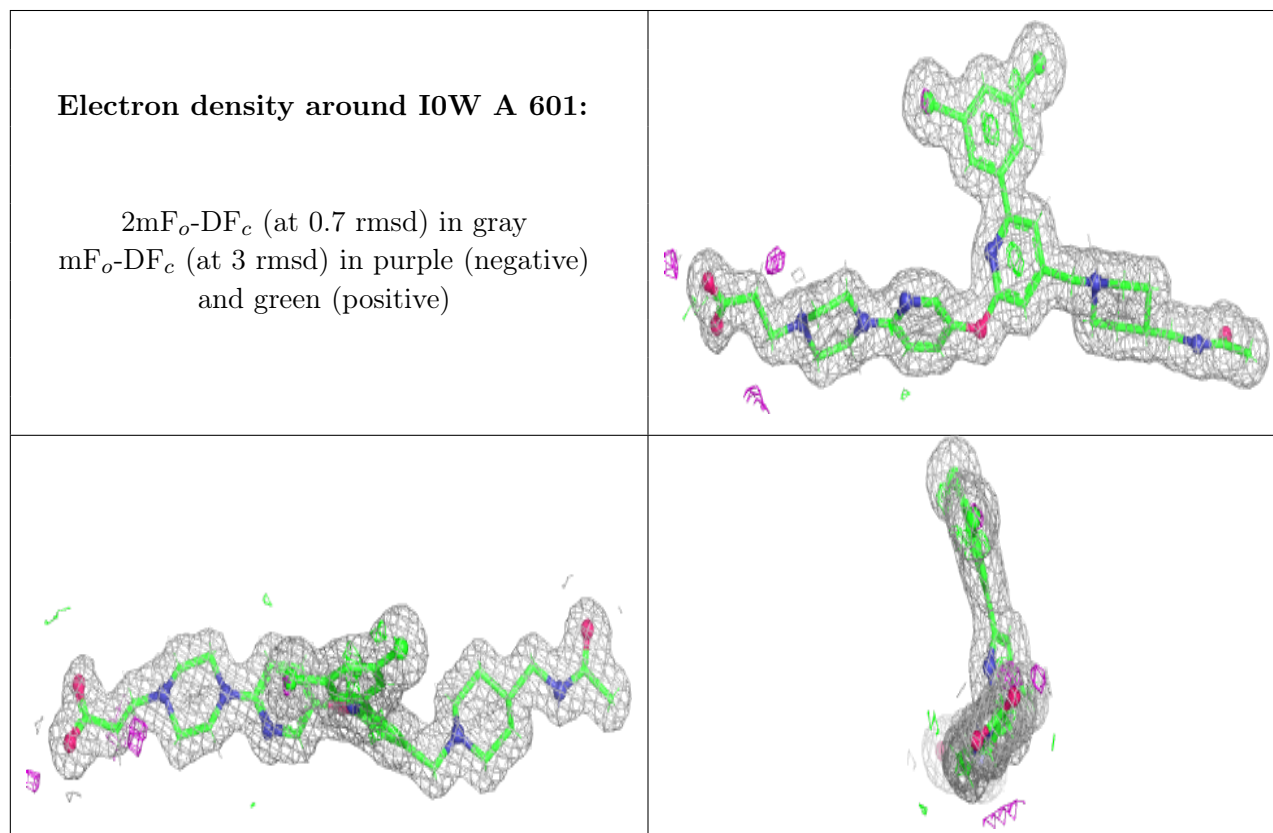 Electron density around I0W A 601:
2mFo-DFc (at 0.7 rmsd) in gray
mFo-DFc (at 3 rmsd) in purple (negative)
and green (positive)